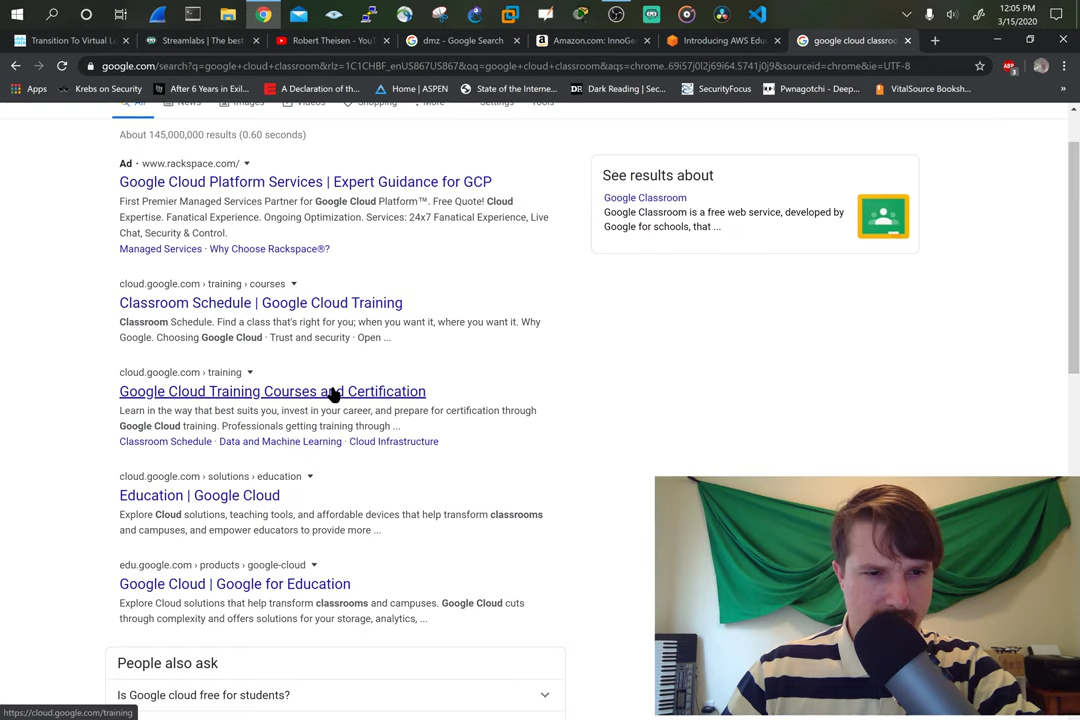 12:05 PM
3/15/2020
Transition To Virtual Le
Streamlabs | The best
Robert Theisen - YouT
dmz - Google Search
Amazon.com: InnoGe
Introducing AWS Educ
google cloud classroo
google.com/search?q=google+cloud+classroom&rlz=1C1CHBF_enUS867US867&oq=google+cloud+classroom&aqs=chrome..69i57j0l2j69i64.5741j0j9&sourceid=chrome&ie=UTF-8
Apps
Krebs on Security
After 6 Years in Exil...
A Declaration of th...
Home | ASPEN
State of the Interne...
Dark Reading | Sec...
SecurityFocus
Pwnagotchi - Deep...
VitalSource Booksh...
All
News
Images
Videos
Shopping
More
Settings
Tools
About 145,000,000 results (0.60 seconds)
Ad · www.rackspace.com/
Google Cloud Platform Services | Expert Guidance for GCP
First Premier Managed Services Partner for Google Cloud Platform™. Free Quote! Cloud
Expertise. Fanatical Experience. Ongoing Optimization. Services: 24x7 Fanatical Experience, Live
Chat, Security & Control.
Managed Services · Why Choose Rackspace®?
See results about
Google Classroom
Google Classroom is a free web service, developed by
Google for schools, that ...
cloud.google.com › training › courses
Classroom Schedule | Google Cloud Training
Classroom Schedule. Find a class that's right for you; when you want it, where you want it. Why
Google. Choosing Google Cloud · Trust and security · Open ...
cloud.google.com › training
Google Cloud Training Courses and Certification
Learn in the way that best suits you, invest in your career, and prepare for certification through
Google Cloud training. Professionals getting training through ...
Classroom Schedule · Data and Machine Learning · Cloud Infrastructure
cloud.google.com › solutions › education
Education | Google Cloud
Explore Cloud solutions, teaching tools, and affordable devices that help transform classrooms
and campuses, and empower educators to provide more ...
edu.google.com › products › google-cloud
Google Cloud | Google for Education
Explore Cloud solutions that help transform classrooms and campuses. Google Cloud cuts
through complexity and offers solutions for your storage, analytics, ...
People also ask
Is Google cloud free for students?
https://cloud.google.com/training